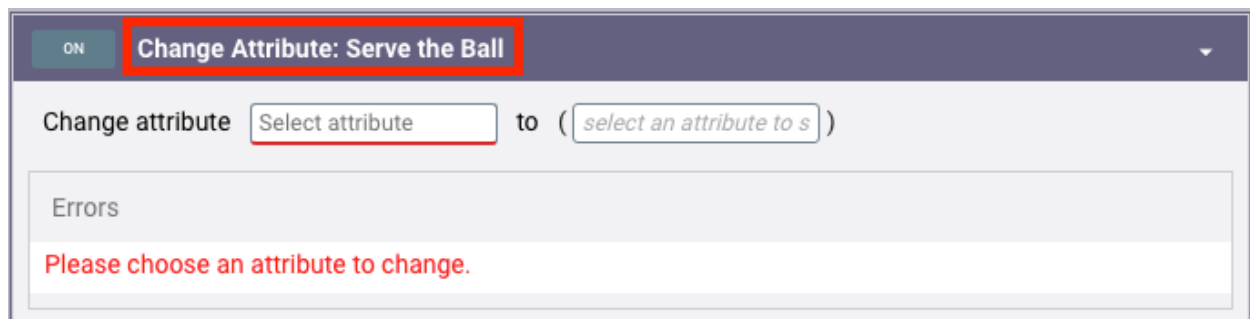 ON Change Attribute: Serve the Ball
Change attribute Select attribute to ( select an attribute to s )
Errors
Please choose an attribute to change.